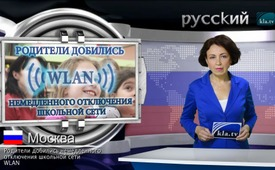 русский
kla.tv
РОДИТЕЛИ ДОБИЛИСЬ
WLAN
НЕМЕДЛЕННОГО ОТКЛЮЧЕНИЯ
ШКОЛЬНОЙ СЕТИ
kla.tv
Москва
Родители добились немедленного
отключения школьной сети
WLAN